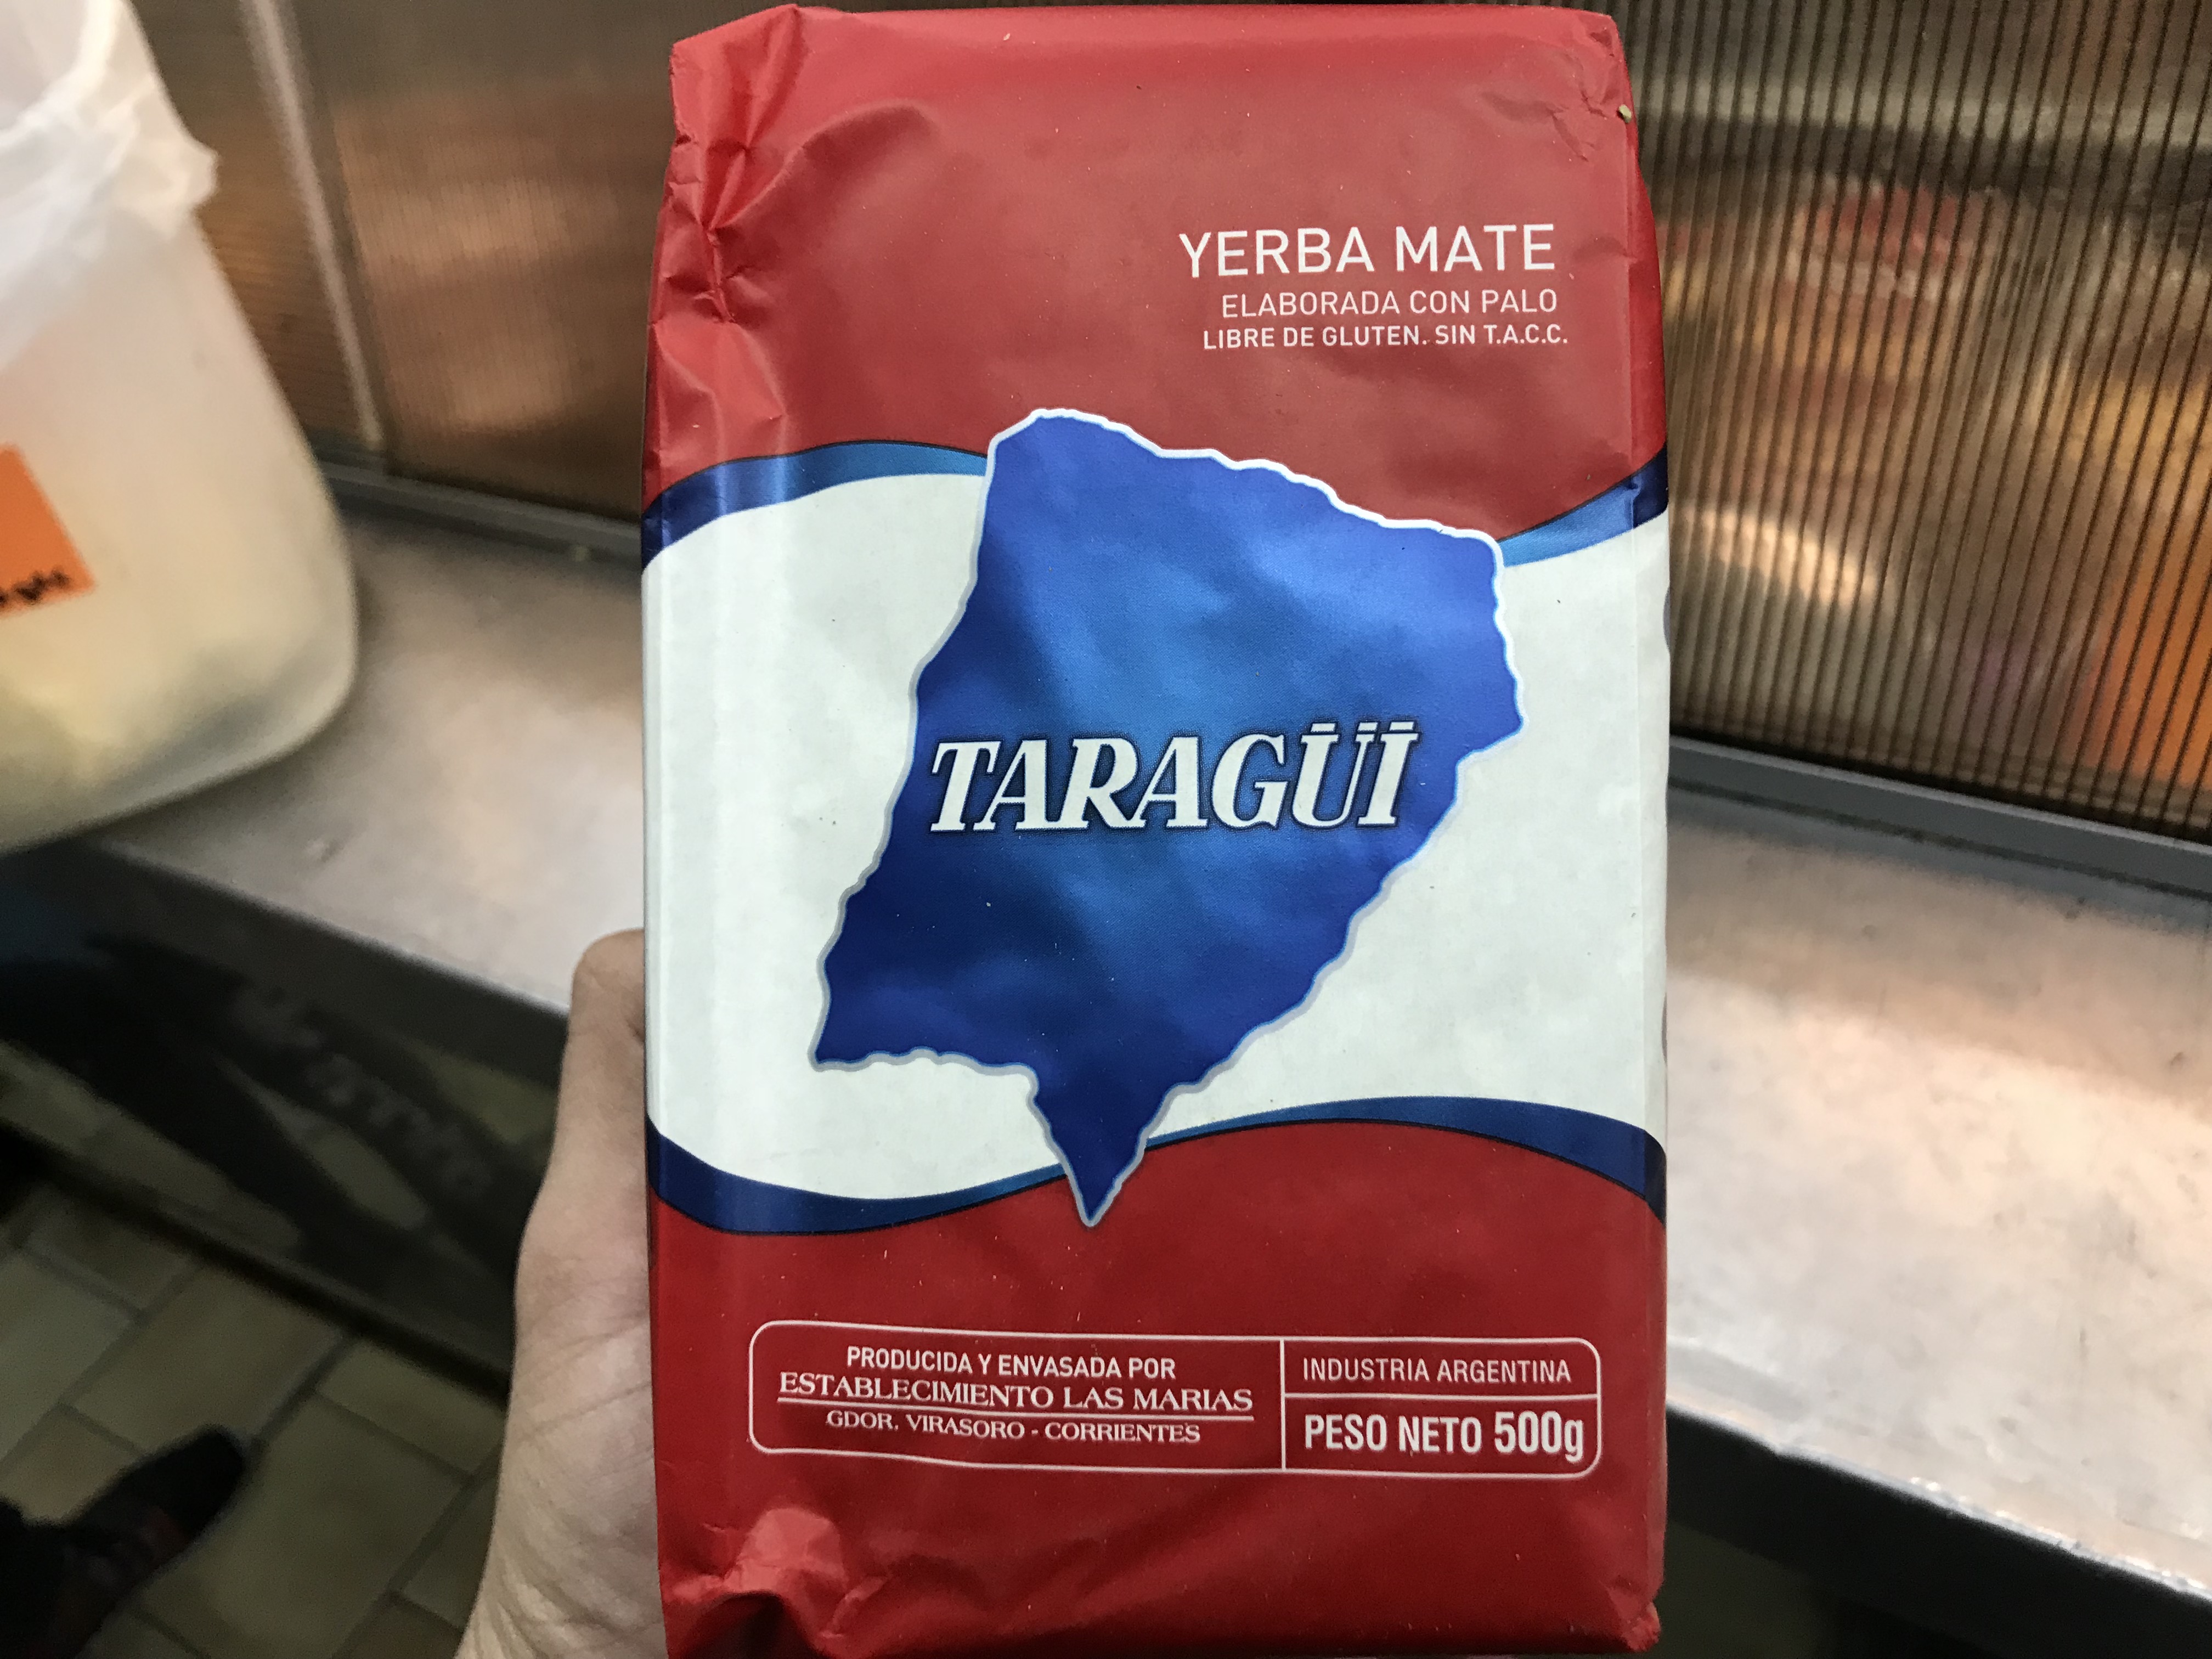 YERBA MATE
ELABORADA CON PALO
LIBRE DE GLUTEN. SIN T.A.C.C.
TARAGÜÏ
PRODUCIDA Y ENVASADA POR
ESTABLECIMIENTO LAS MARIAS
GDOR. VIRASORO - CORRIENTES
INDUSTRIA ARGENTINA
PESO NETO 500g